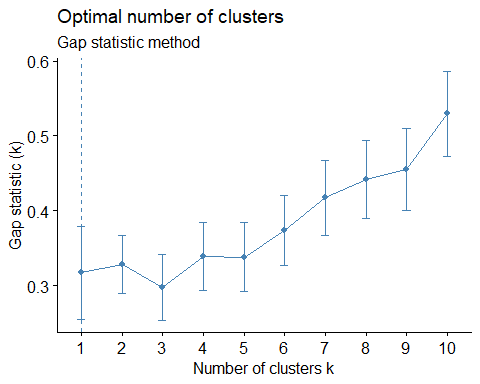 Optimal number of clusters
Gap statistic method
0.6
0.5
0.4
0.3
Gap statistic (k)
1 2 3 4 5 6 7 8 9 10
Number of clusters k